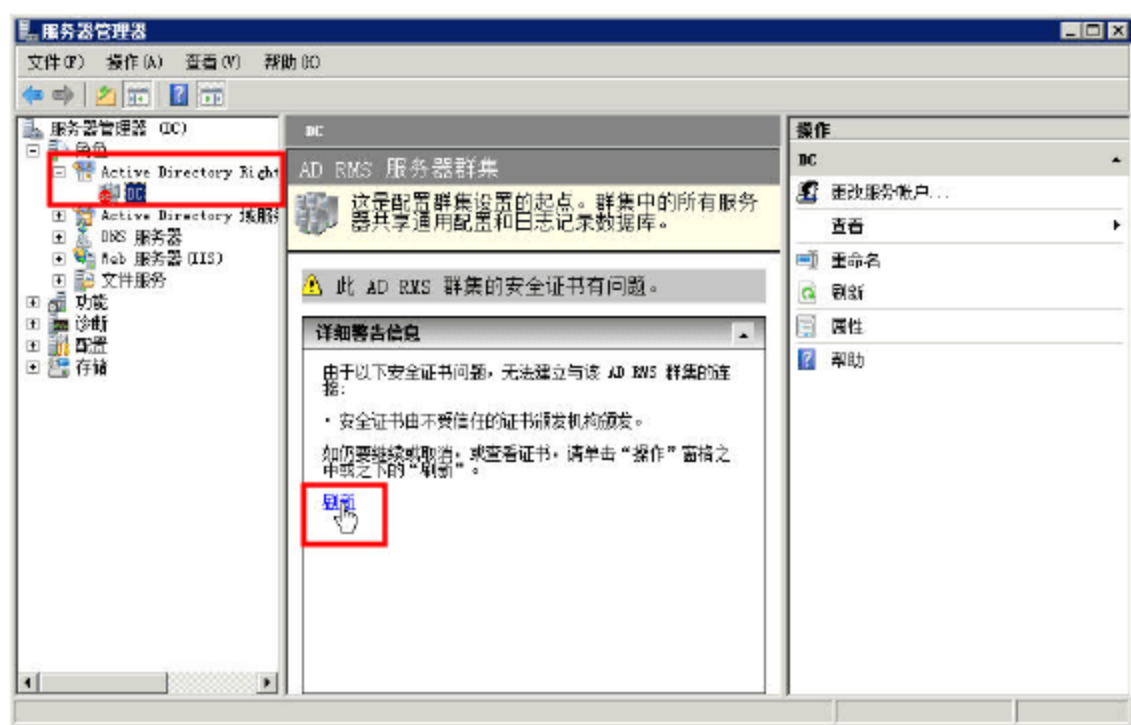 服务器管理器
文件(F) 操作(A) 查看(V) 帮助(H)
服务器管理器 (DC)
角色
Active Directory Right
DC
Active Directory 域服务
DNS 服务器
Web 服务器(IIS)
文件服务
功能
诊断
配置
存储
DC
AD RMS 服务器群集
这是配置群集设置的起点。群集中的所有服务
器共享通用配置和日志记录数据库。
此 AD RMS 群集的安全证书有问题。
详细警告信息
由于以下安全证书问题，无法建立与该 AD RMS 群集的连
接:
· 安全证书由不受信任的证书颁发机构颁发。
如仍要继续或取消，或查看证书，请单击“操作”窗格之
中或之下的“刷新”。
刷新
操作
DC
更改服务帐户...
查看
重命名
刷新
属性
帮助